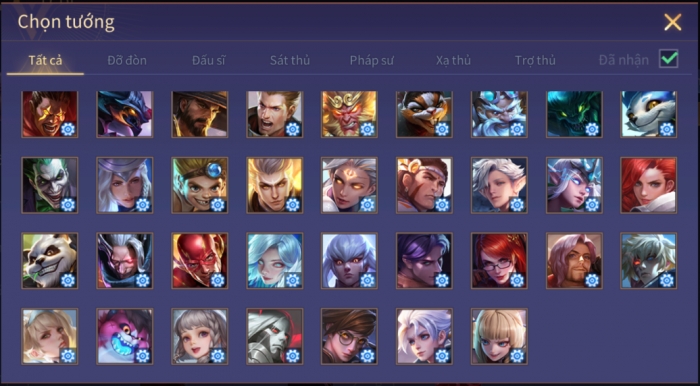 Chọn tướng
Tất cả Đỡ đòn Đấu sĩ Sát thủ Pháp sư Xạ thủ Trợ thủ Đã nhận